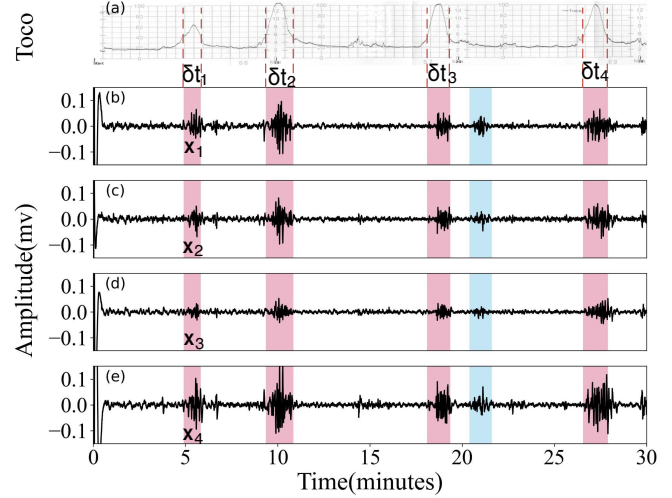 Toco
(a)
δt₁ δt₂ δt₃ δt₄
(b)
0.1
0.0
−0.1
x₁
(c)
0.1
0.0
−0.1
x₂
(d)
0.1
0.0
−0.1
x₃
(e)
0.1
0.0
−0.1
x₄
Amplitude(mv)
0 5 10 15 20 25 30
Time(minutes)